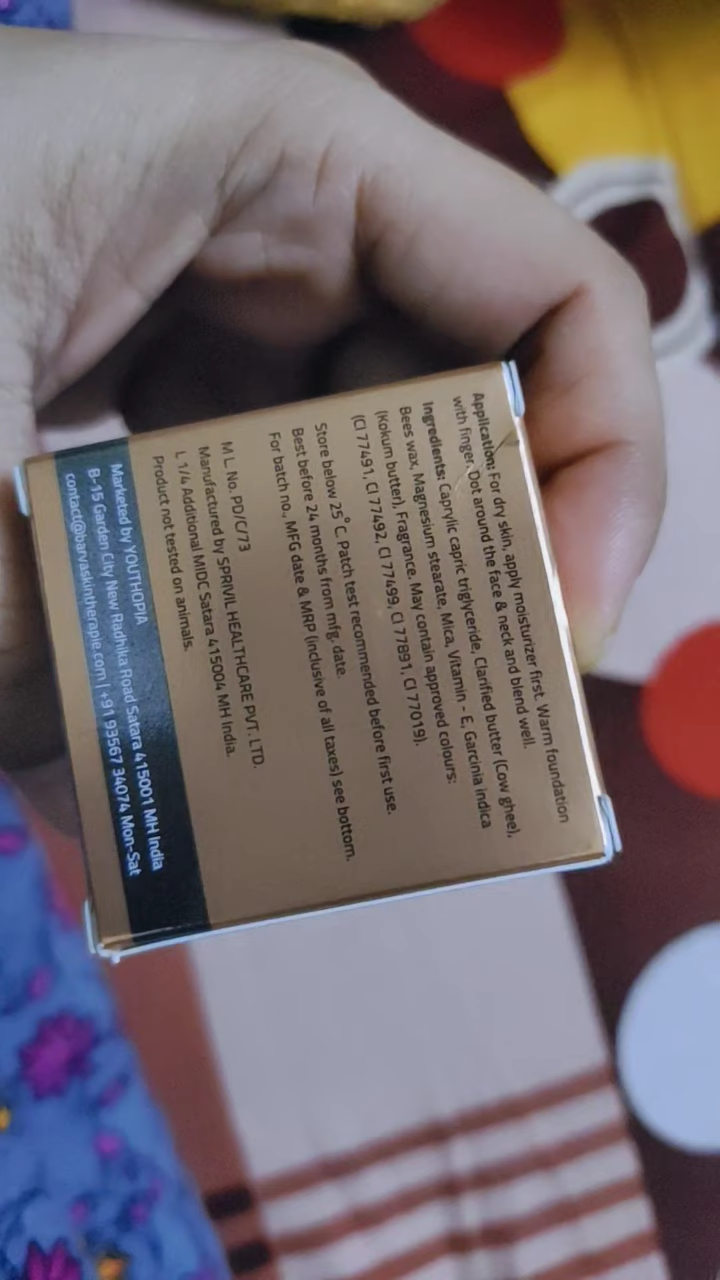 Application: For dry skin, apply moisturizer first. Warm foundation
with finger. Dot around the face & neck and blend well.
Ingredients: Caprylic capric triglyceride, Clarified butter (Cow ghee),
Bees wax, Magnesium stearate, Mica, Vitamin - E, Garcinia indica
(Kokum butter), Fragrance. May contain approved colours:
(CI 77491, CI 77492, CI 77499, CI 77891, CI 77019).
Store below 25°C. Patch test recommended before first use.
Best before 24 months from mfg. date.
For batch no., MFG date & MRP (inclusive of all taxes) see bottom.
M L. No. PD/C/73
Manufactured by SPRIVIL HEALTHCARE PVT. LTD.
L 1/4 Additional MIDC Satara 415004 MH India.
Product not tested on animals.
Marketed by YOUTHOPIA
B-15 Garden City New Radhika Road Satara 415001 MH India
contact@barvaskintherapie.com | +91 93567 34074 Mon-Sat